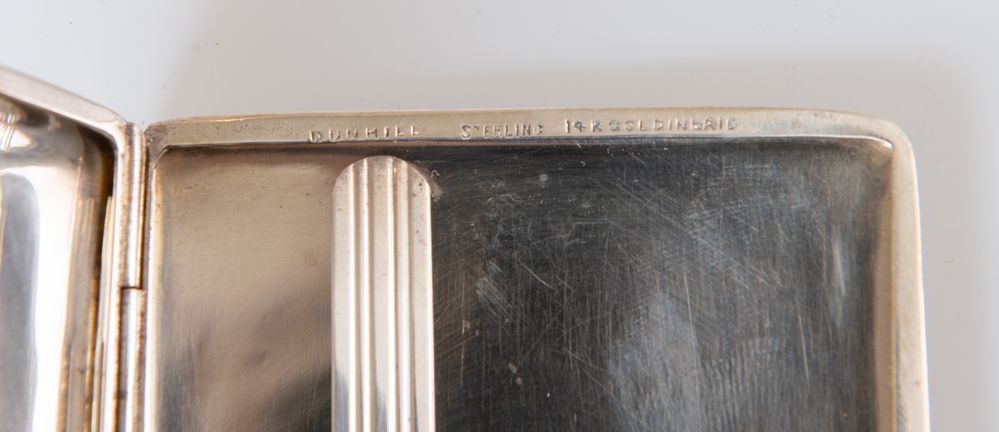 DUNHILL STERLING 14K GOLD INLAID